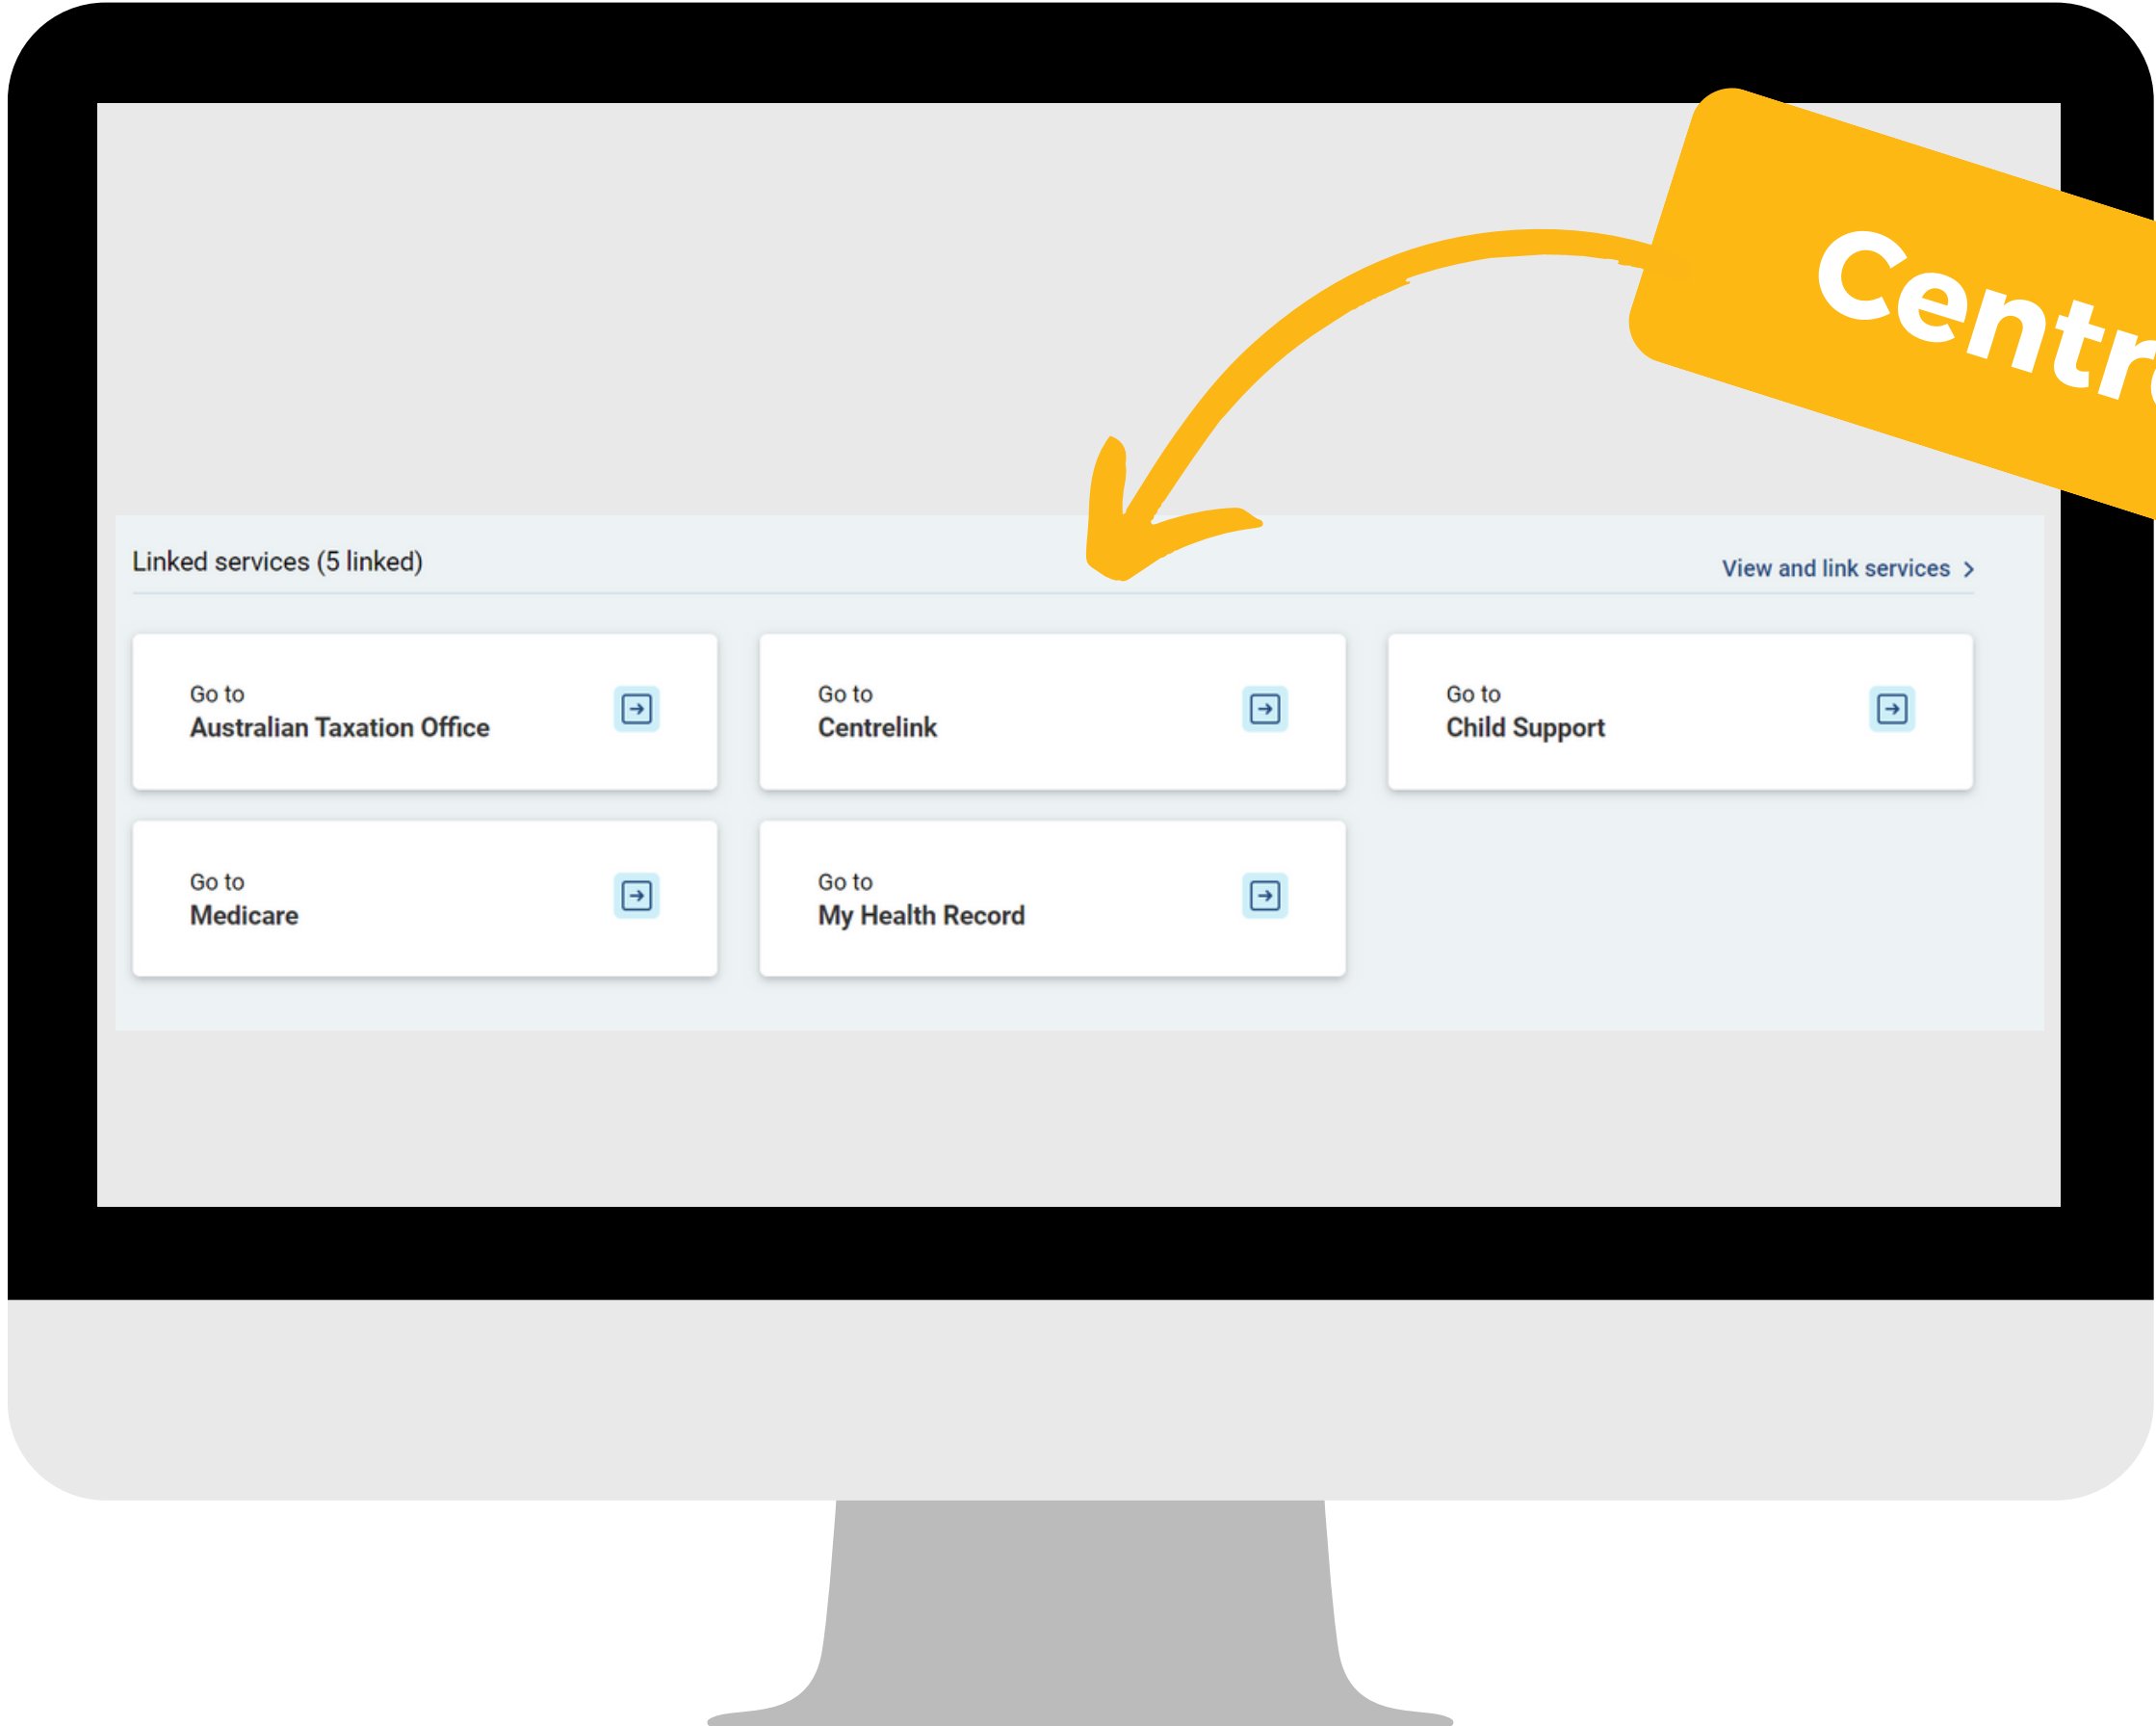 Linked services (5 linked)
View and link services
Go to
Australian Taxation Office
Go to
Centrelink
Go to
Child Support
Go to
Medicare
Go to
My Health Record